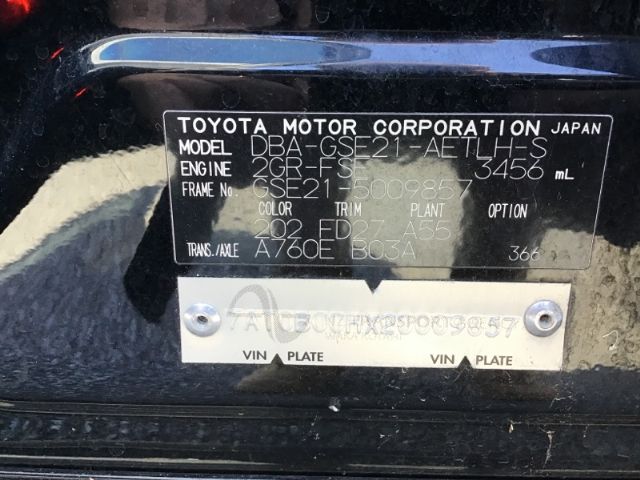 TOYOTA MOTOR CORPORATION JAPAN
MODEL DBA-GSE21-AETLH-S
ENGINE 2GR-FSE 3456 mL
FRAME No. GSE21-5009857
COLOR TRIM PLANT OPTION
202 FD27 A55
TRANS./AXLE A760E B03A 366
VIN PLATE VIN PLATE